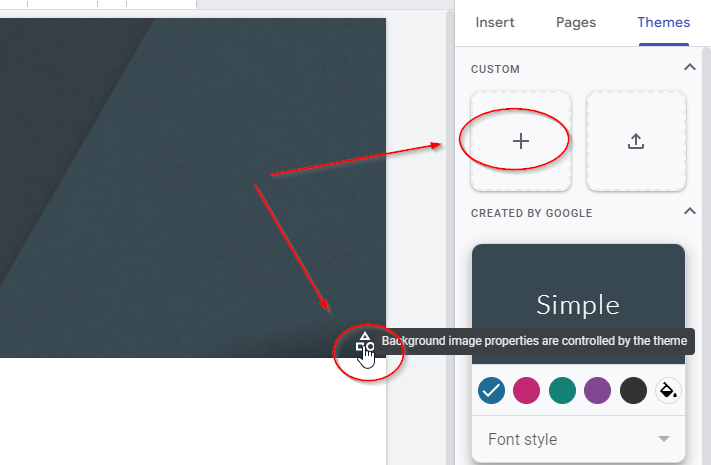 Insert Pages Themes
CUSTOM
CREATED BY GOOGLE
Simple
Background image properties are controlled by the theme
Font style